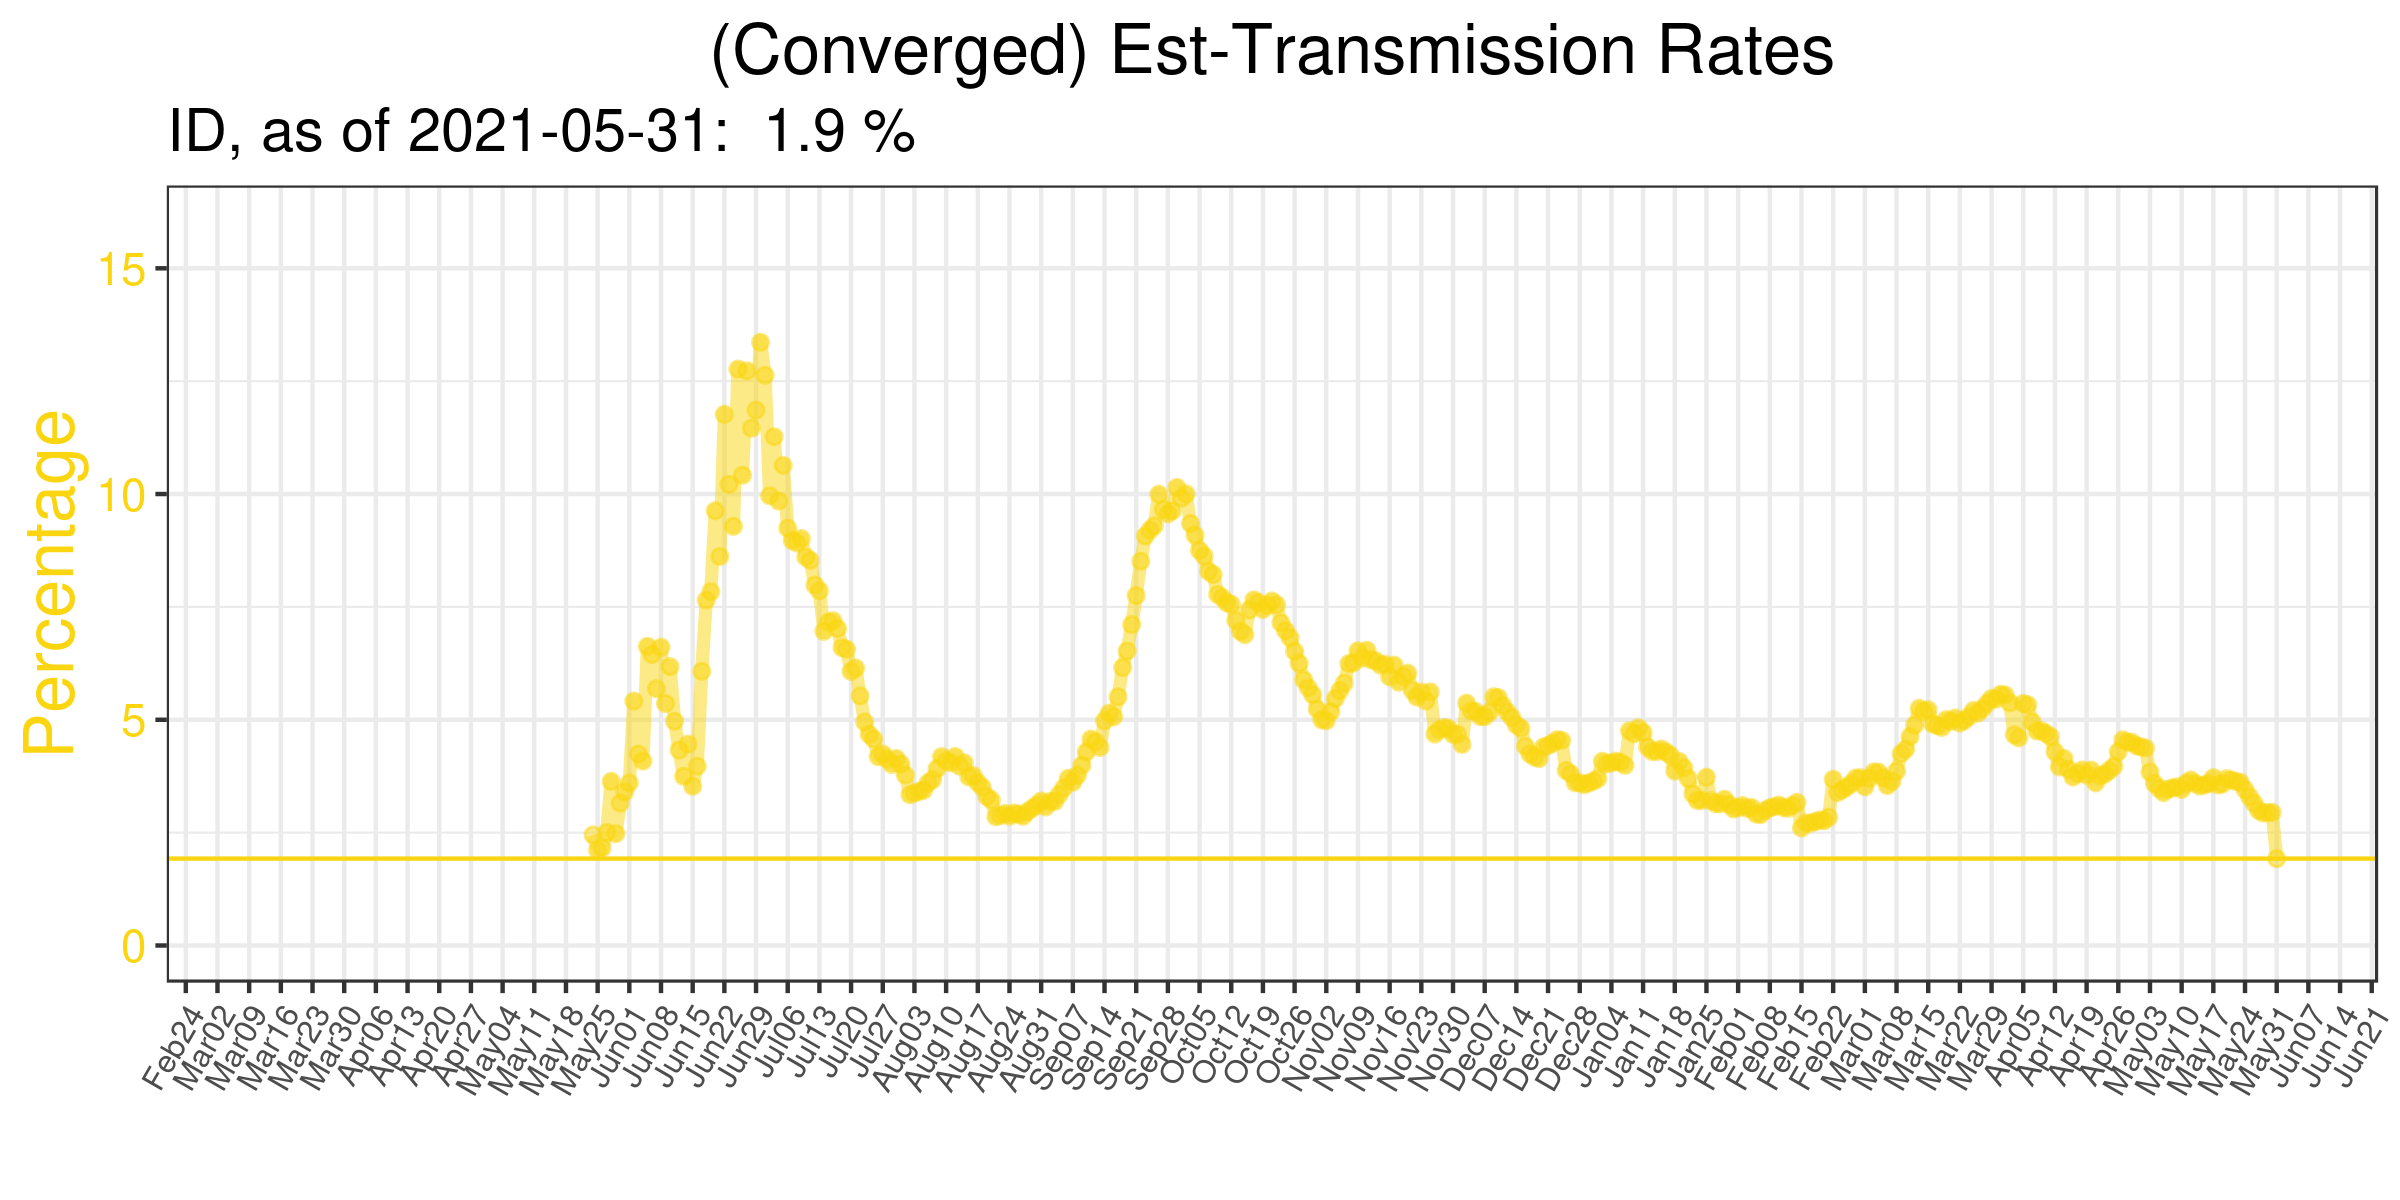 (Converged) Est-Transmission Rates
ID, as of 2021-05-31:  1.9 %
Percentage
15
10
5
0
Feb24
Mar02
Mar09
Mar16
Mar23
Mar30
Apr06
Apr13
Apr20
Apr27
May04
May11
May18
May25
Jun01
Jun08
Jun15
Jun22
Jun29
Jul06
Jul13
Jul20
Jul27
Aug03
Aug10
Aug17
Aug24
Aug31
Sep07
Sep14
Sep21
Sep28
Oct05
Oct12
Oct19
Oct26
Nov02
Nov09
Nov16
Nov23
Nov30
Dec07
Dec14
Dec21
Dec28
Jan04
Jan11
Jan18
Jan25
Feb01
Feb08
Feb15
Feb22
Mar01
Mar08
Mar15
Mar22
Mar29
Apr05
Apr12
Apr19
Apr26
May03
May10
May17
May24
May31
Jun07
Jun14
Jun21